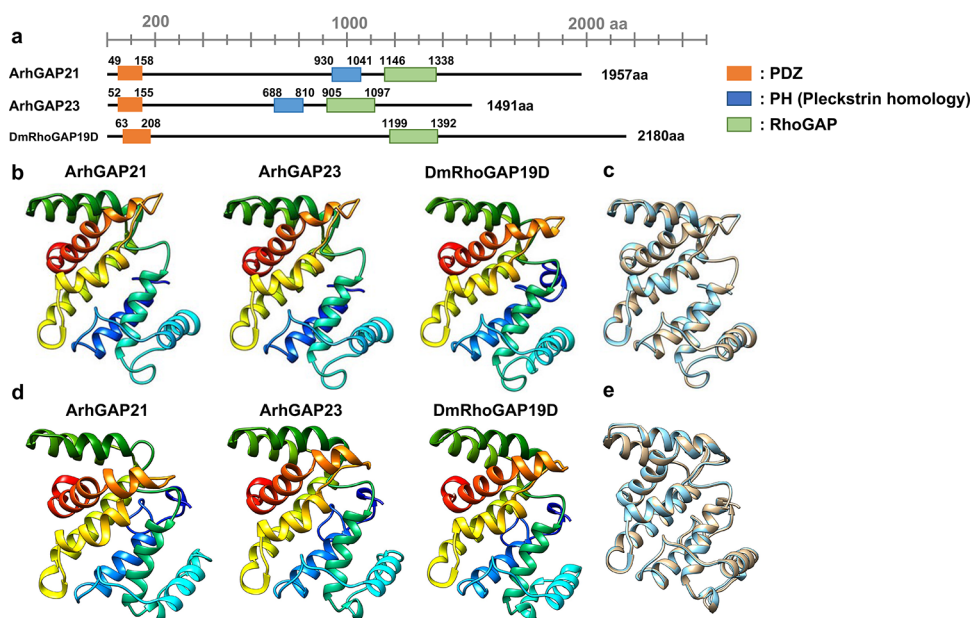 200 1000 2000 aa
a
49 158 930 1041 1146 1338
ArhGAP21 1957aa
52 155 688 810 905 1097
ArhGAP23 1491aa
63 208 1199 1392
DmRhoGAP19D 2180aa
: PDZ
: PH (Pleckstrin homology)
: RhoGAP
b ArhGAP21 ArhGAP23 DmRhoGAP19D c
d ArhGAP21 ArhGAP23 DmRhoGAP19D e